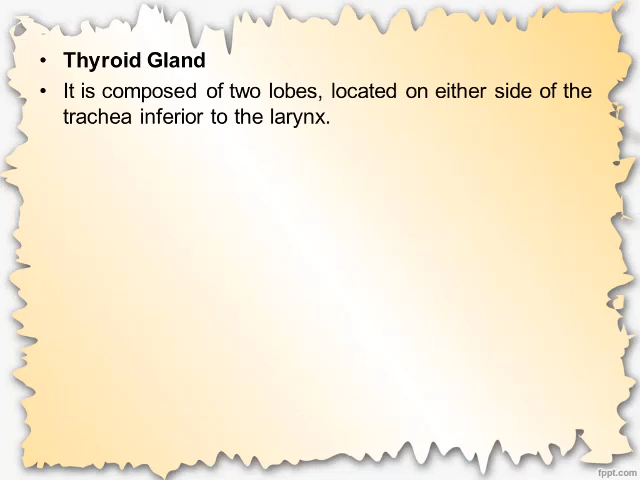 • Thyroid Gland
• It is composed of two lobes, located on either side of the
trachea inferior to the larynx.
fppt.com